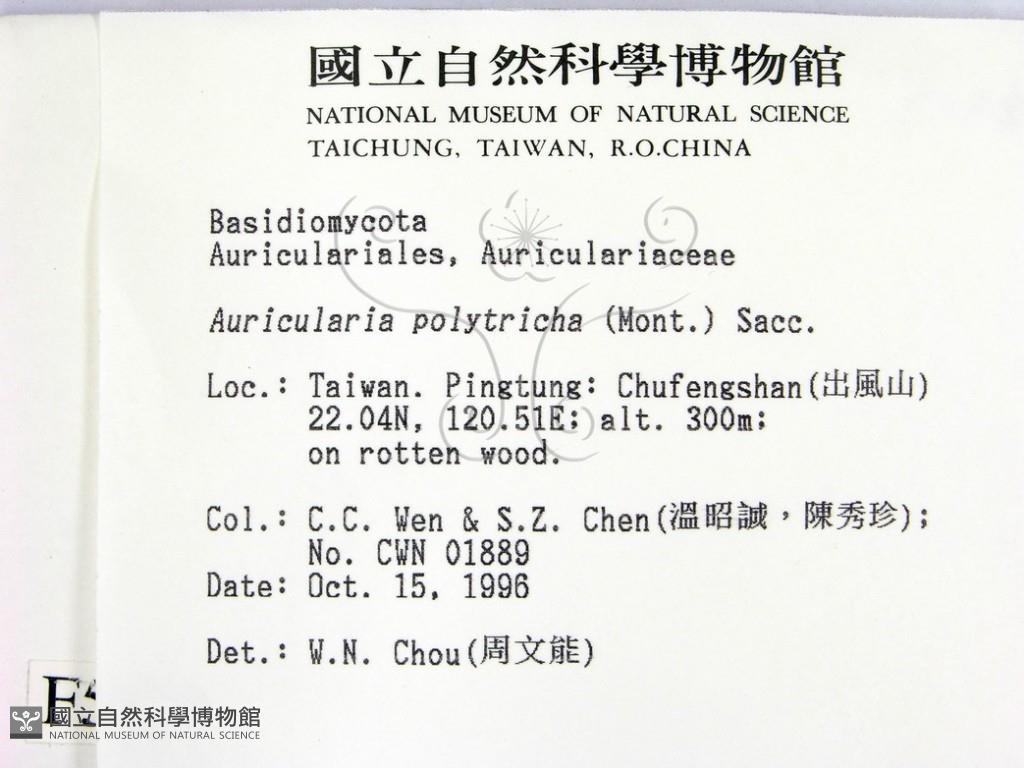 國立自然科學博物館
NATIONAL MUSEUM OF NATURAL SCIENCE
TAICHUNG, TAIWAN, R.O.CHINA
Basidiomycota
Auriculariales, Auriculariaceae
Auricularia polytricha (Mont.) Sacc.
Loc.: Taiwan. Pingtung: Chufengshan(出風山)
22.04N, 120.51E; alt. 300m;
on rotten wood.
Col.: C.C. Wen & S.Z. Chen(溫昭誠，陳秀珍);
No. CWN 01889
Date: Oct. 15, 1996
Det.: W.N. Chou(周文能)
國立自然科學博物館
NATIONAL MUSEUM OF NATURAL SCIENCE